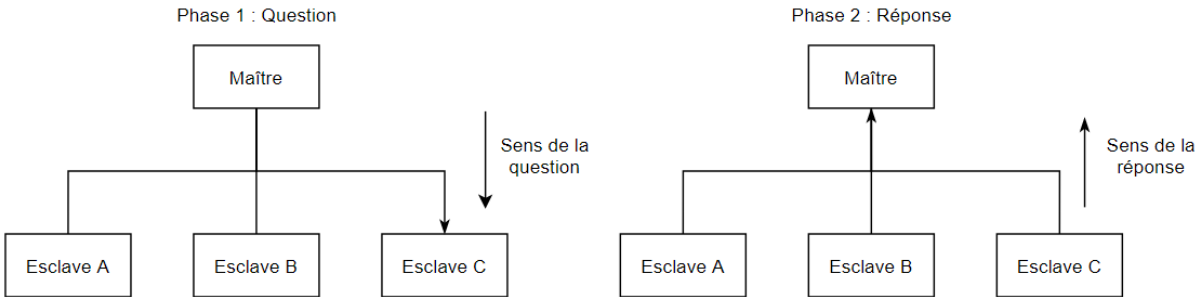 Phase 1 : Question
Maître
Sens de la
question
Esclave A
Esclave B
Esclave C
Phase 2 : Réponse
Maître
Sens de la
réponse
Esclave A
Esclave B
Esclave C